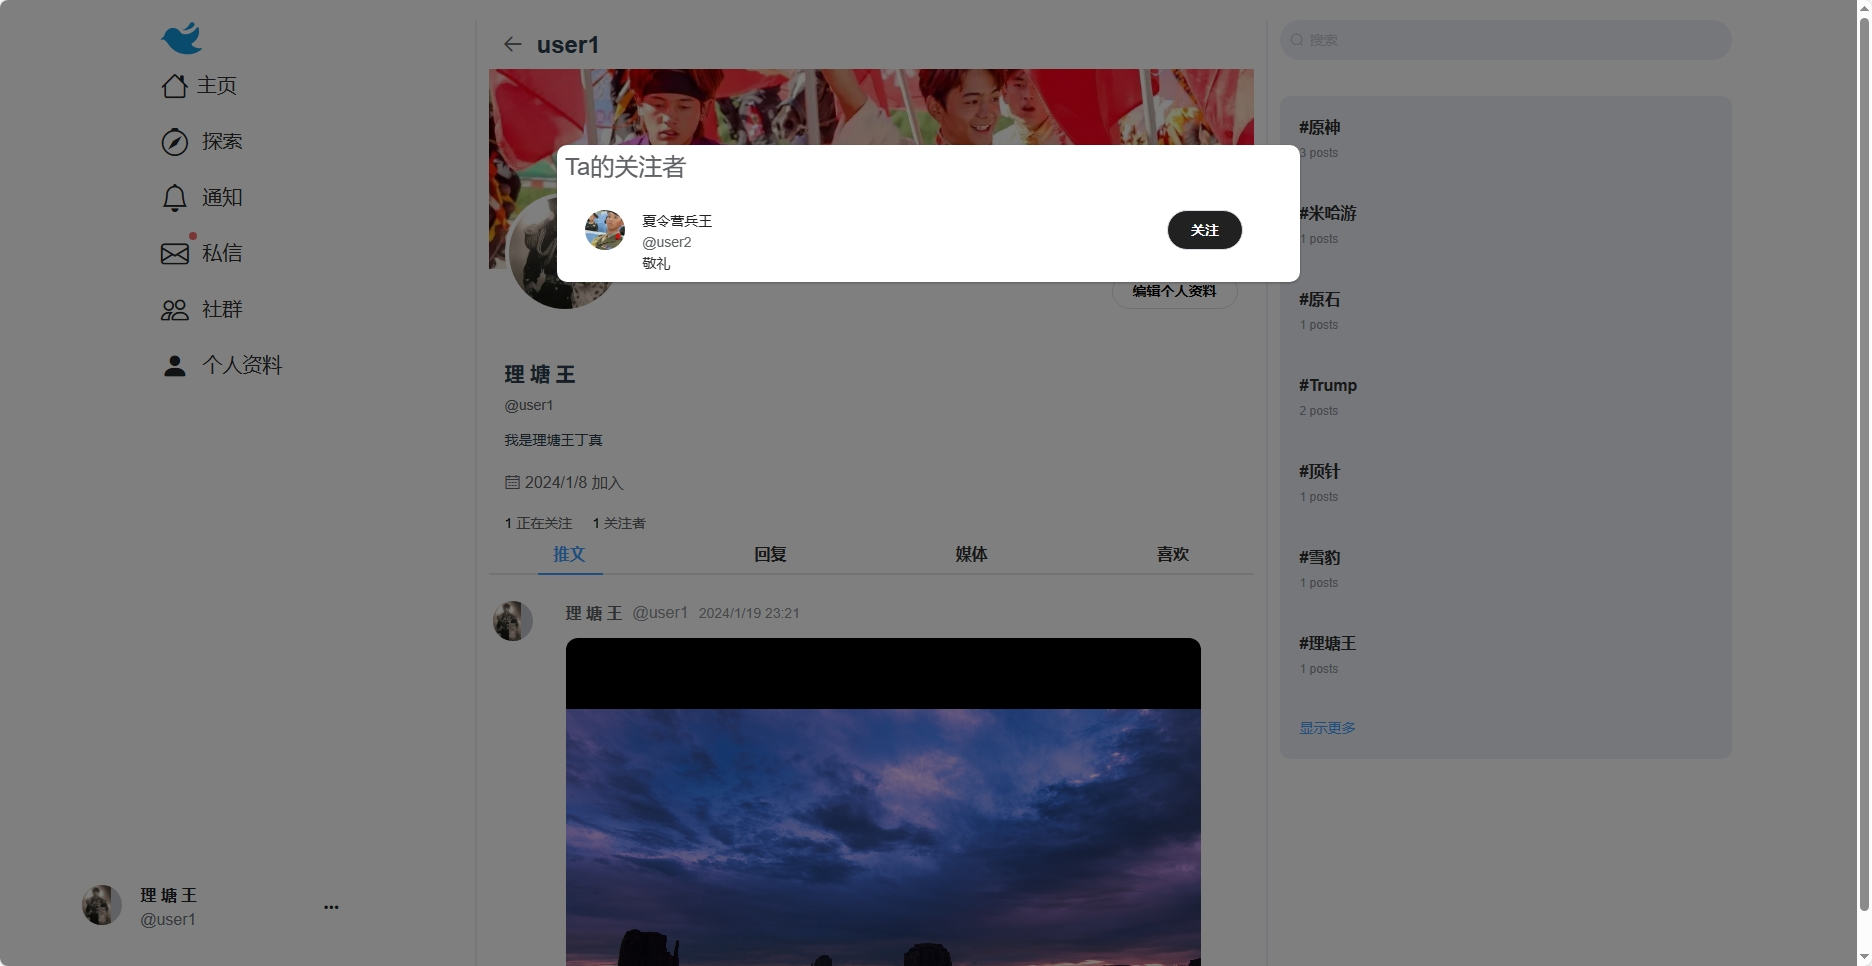 主页
探索
通知
私信
社群
个人资料
理 塘 王
@user1
user1
Ta的关注者
夏令营兵王
@user2
敬礼
关注
编辑个人资料
理 塘 王
@user1
我是理塘王丁真
2024/1/8 加入
1 正在关注 1 关注者
推文 回复 媒体 喜欢
理 塘 王 @user1 2024/1/19 23:21
搜索
#原神
3 posts
#米哈游
1 posts
#原石
1 posts
#Trump
2 posts
#顶针
1 posts
#雪豹
1 posts
#理塘王
1 posts
显示更多